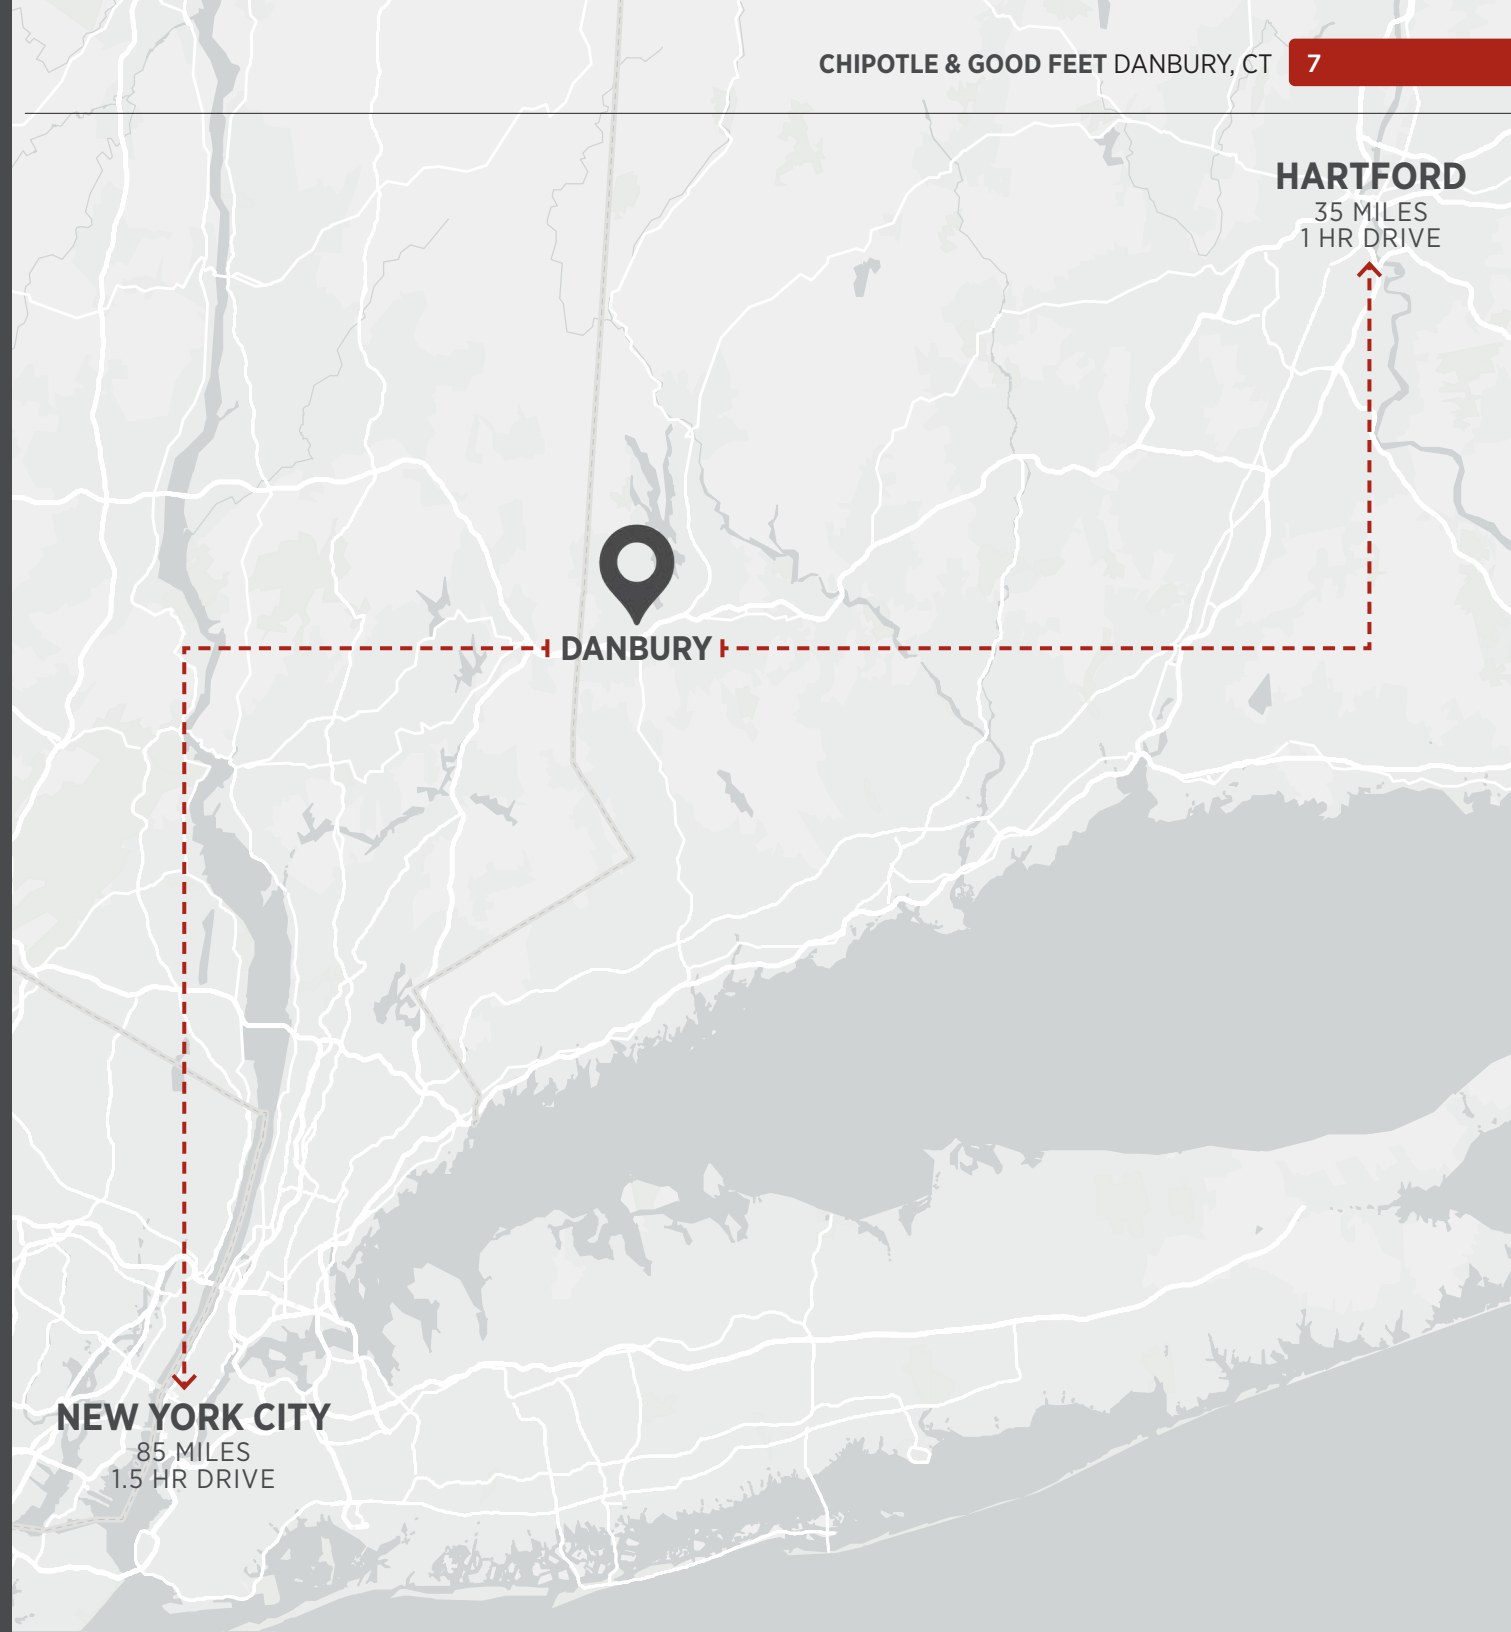 CHIPOTLE & GOOD FEET DANBURY, CT 7
HARTFORD
35 MILES
1 HR DRIVE
DANBURY
NEW YORK CITY
85 MILES
1.5 HR DRIVE